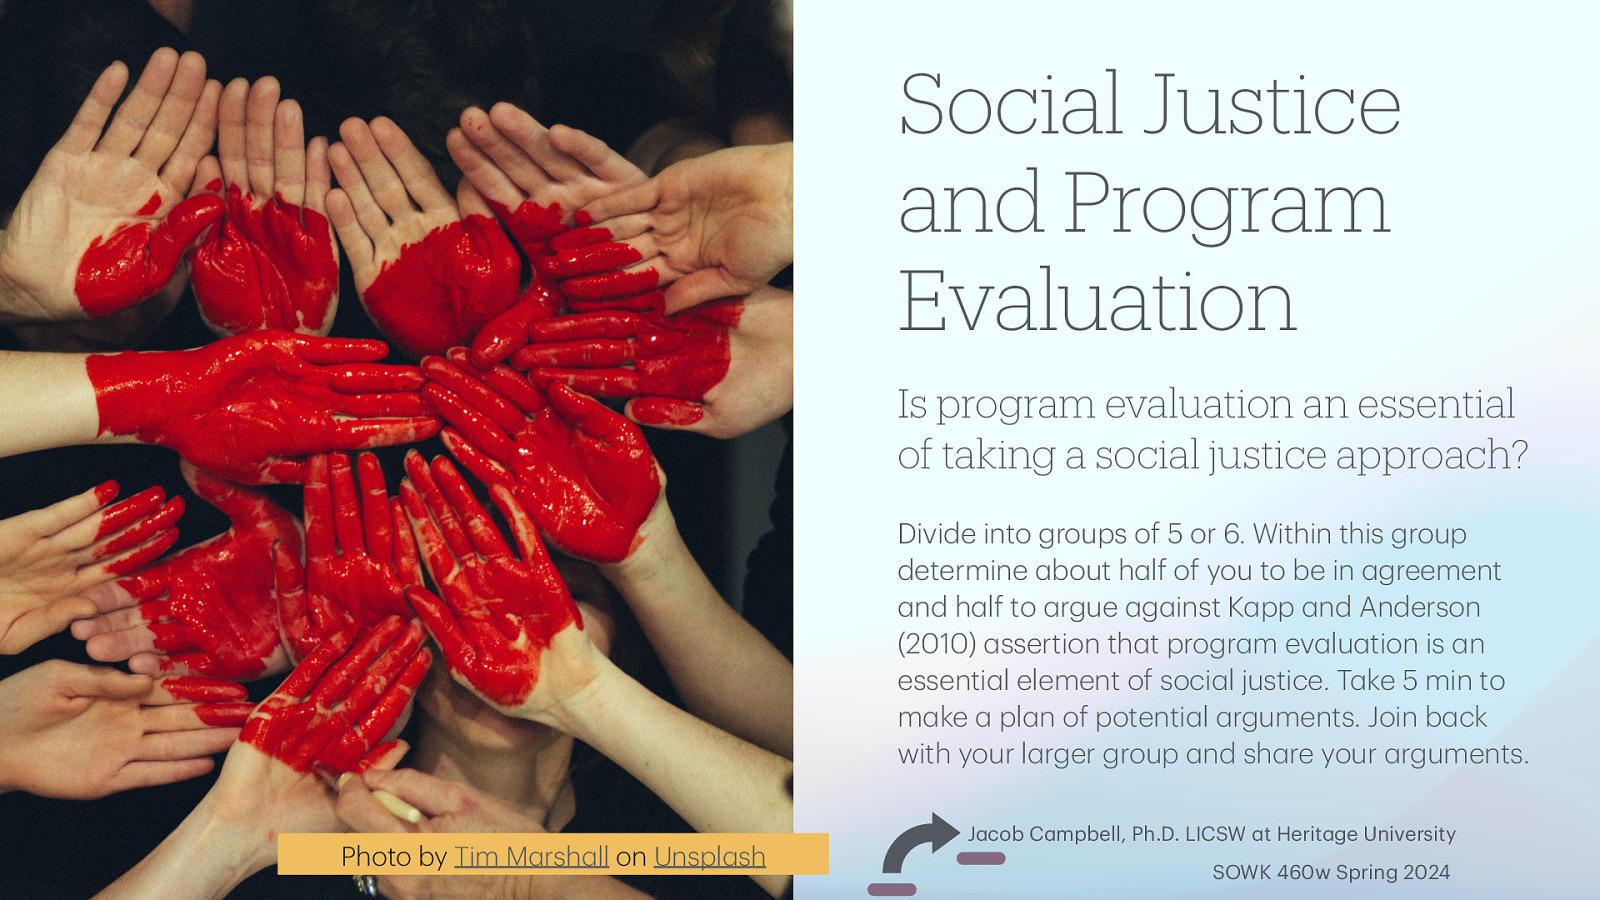 Social Justice
and Program
Evaluation
Is program evaluation an essential
of taking a social justice approach?
Divide into groups of 5 or 6. Within this group
determine about half of you to be in agreement
and half to argue against Kapp and Anderson
(2010) assertion that program evaluation is an
essential element of social justice. Take 5 min to
make a plan of potential arguments. Join back
with your larger group and share your arguments.
Photo by Tim Marshall on Unsplash
Jacob Campbell, Ph.D. LICSW at Heritage University
SOWK 460w Spring 2024